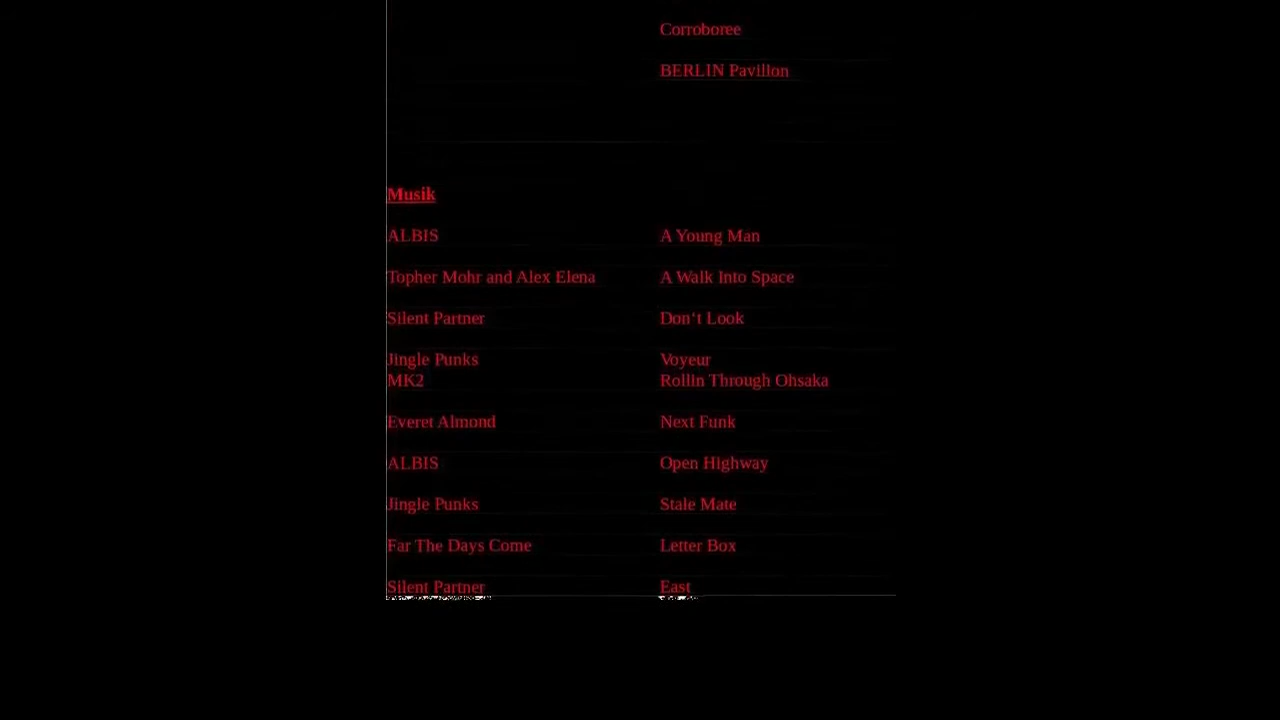 Corroboree
BERLIN Pavillon
Musik
ALBIS A Young Man
Topher Mohr and Alex Elena A Walk Into Space
Silent Partner Don‘t Look
Jingle Punks Voyeur
MK2 Rollin Through Ohsaka
Everet Almond Next Funk
ALBIS Open Highway
Jingle Punks Stale Mate
Far The Days Come Letter Box
Silent Partner East